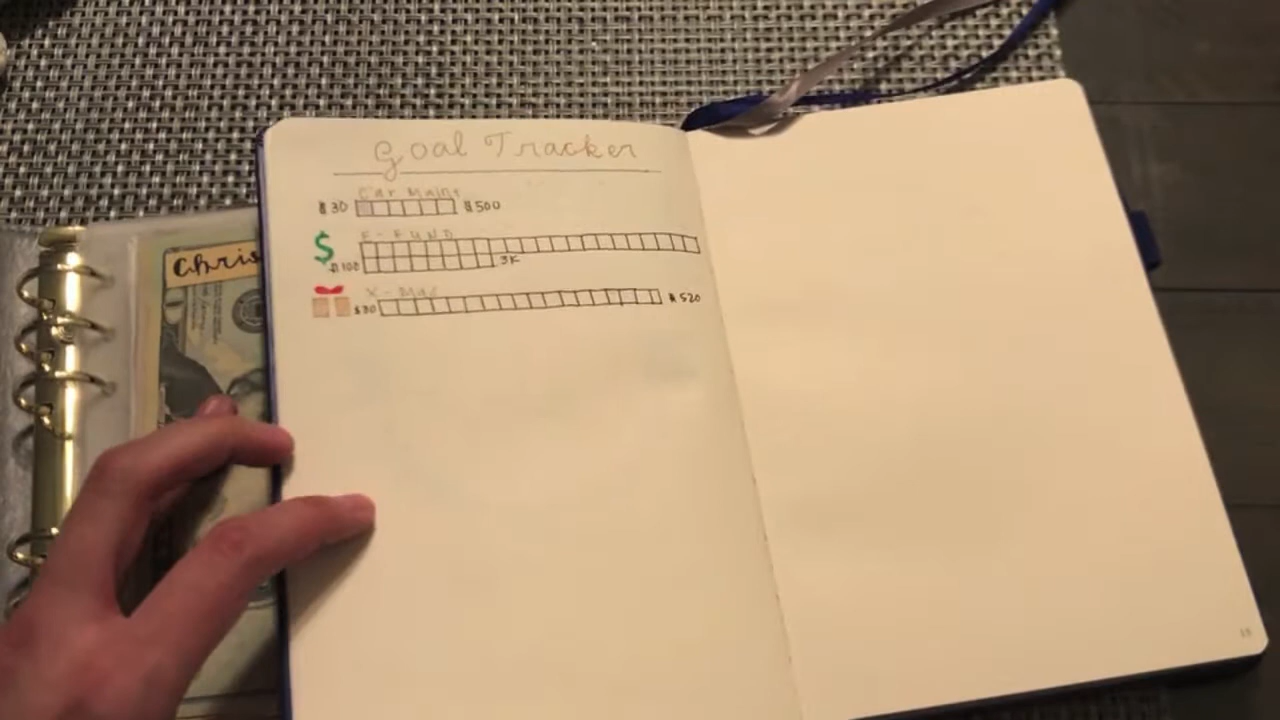 Goal Tracker
Car Maint
$30 $500
E-FUND
$
$100 3K
X-Mas
$30 $520
Chris